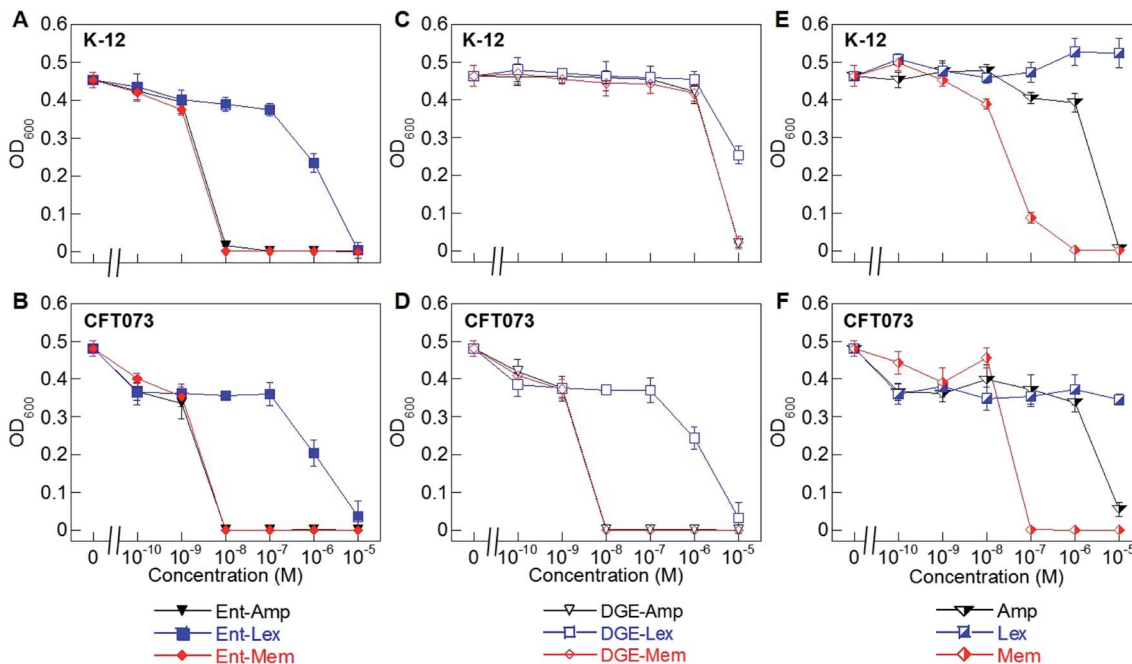 A
K-12
OD600
0.6
0.5
0.4
0.3
0.2
0.1
0
C
K-12
OD600
0.6
0.5
0.4
0.3
0.2
0.1
0
E
K-12
OD600
0.6
0.5
0.4
0.3
0.2
0.1
0
B
CFT073
OD600
0.6
0.5
0.4
0.3
0.2
0.1
0
0 10-10 10-9 10-8 10-7 10-6 10-5
Concentration (M)
D
CFT073
OD600
0.6
0.5
0.4
0.3
0.2
0.1
0
0 10-10 10-9 10-8 10-7 10-6 10-5
Concentration (M)
F
CFT073
OD600
0.6
0.5
0.4
0.3
0.2
0.1
0
0 10-10 10-9 10-8 10-7 10-6 10-5
Concentration (M)
Ent-Amp
Ent-Lex
Ent-Mem
DGE-Amp
DGE-Lex
DGE-Mem
Amp
Lex
Mem